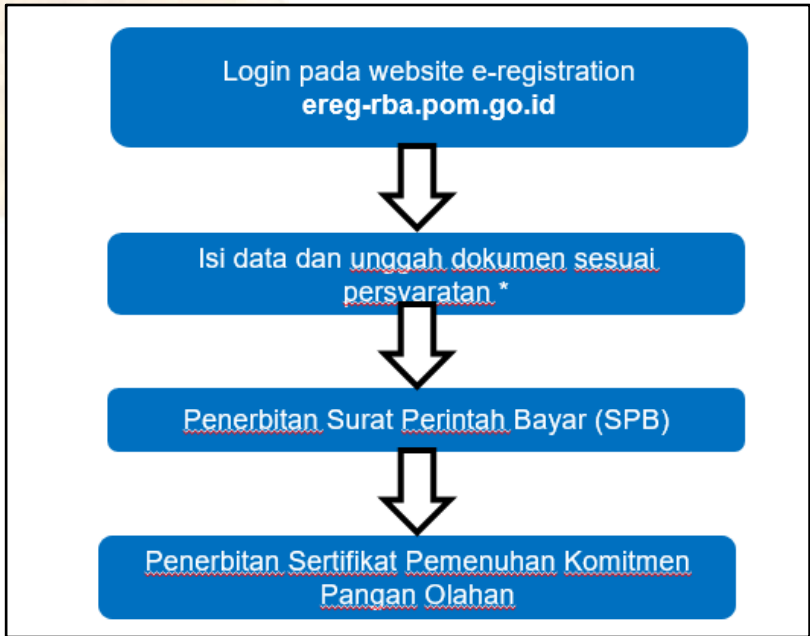 Login pada website e-registration
ereg-rba.pom.go.id
Isi data dan unggah dokumen sesuai
persyaratan *
Penerbitan Surat Perintah Bayar (SPB)
Penerbitan Sertifikat Pemenuhan Komitmen
Pangan Olahan